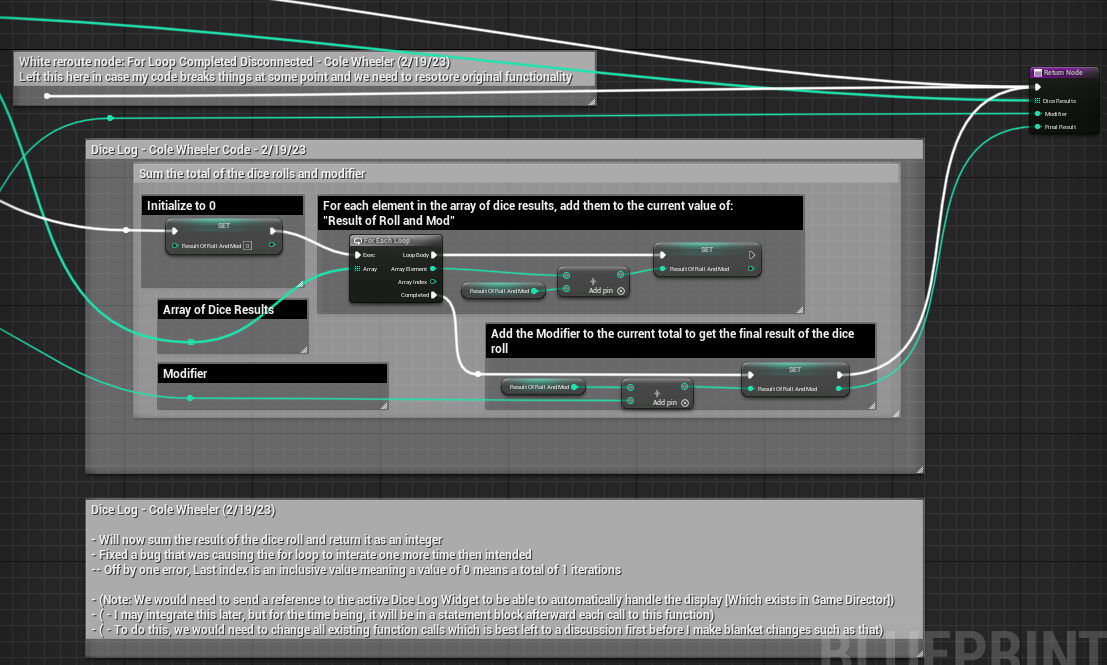 White reroute node: For Loop Completed Disconnected - Cole Wheeler (2/19/23)
Left this here in case my code breaks things at some point and we need to resotore original functionality
Return Node
Dice Results
Modifier
Final Result
Dice Log - Cole Wheeler Code - 2/19/23
Sum the total of the dice rolls and modifier
Initialize to 0
SET
Result Of Roll And Mod 0
For each element in the array of dice results, add them to the current value of:
"Result of Roll and Mod"
For Each Loop
Exec
Loop Body
Array
Array Element
Array Index
Completed
Result Of Roll And Mod
Add pin
SET
Result Of Roll And Mod
Array of Dice Results
Modifier
Add the Modifier to the current total to get the final result of the dice
roll
Result Of Roll And Mod
Add pin
SET
Result Of Roll And Mod
Dice Log - Cole Wheeler (2/19/23)
- Will now sum the result of the dice roll and return it as an integer
- Fixed a bug that was causing the for loop to interate one more time then intended
-- Off by one error, Last index is an inclusive value meaning a value of 0 means a total of 1 iterations
- (Note: We would need to send a reference to the active Dice Log Widget to be able to automatically handle the display [Which exists in Game Director])
- ( - I may integrate this later, but for the time being, it will be in a statement block afterward each call to this function)
- ( - To do this, we would need to change all existing function calls which is best left to a discussion first before I make blanket changes such as that)
BLUEPRINT